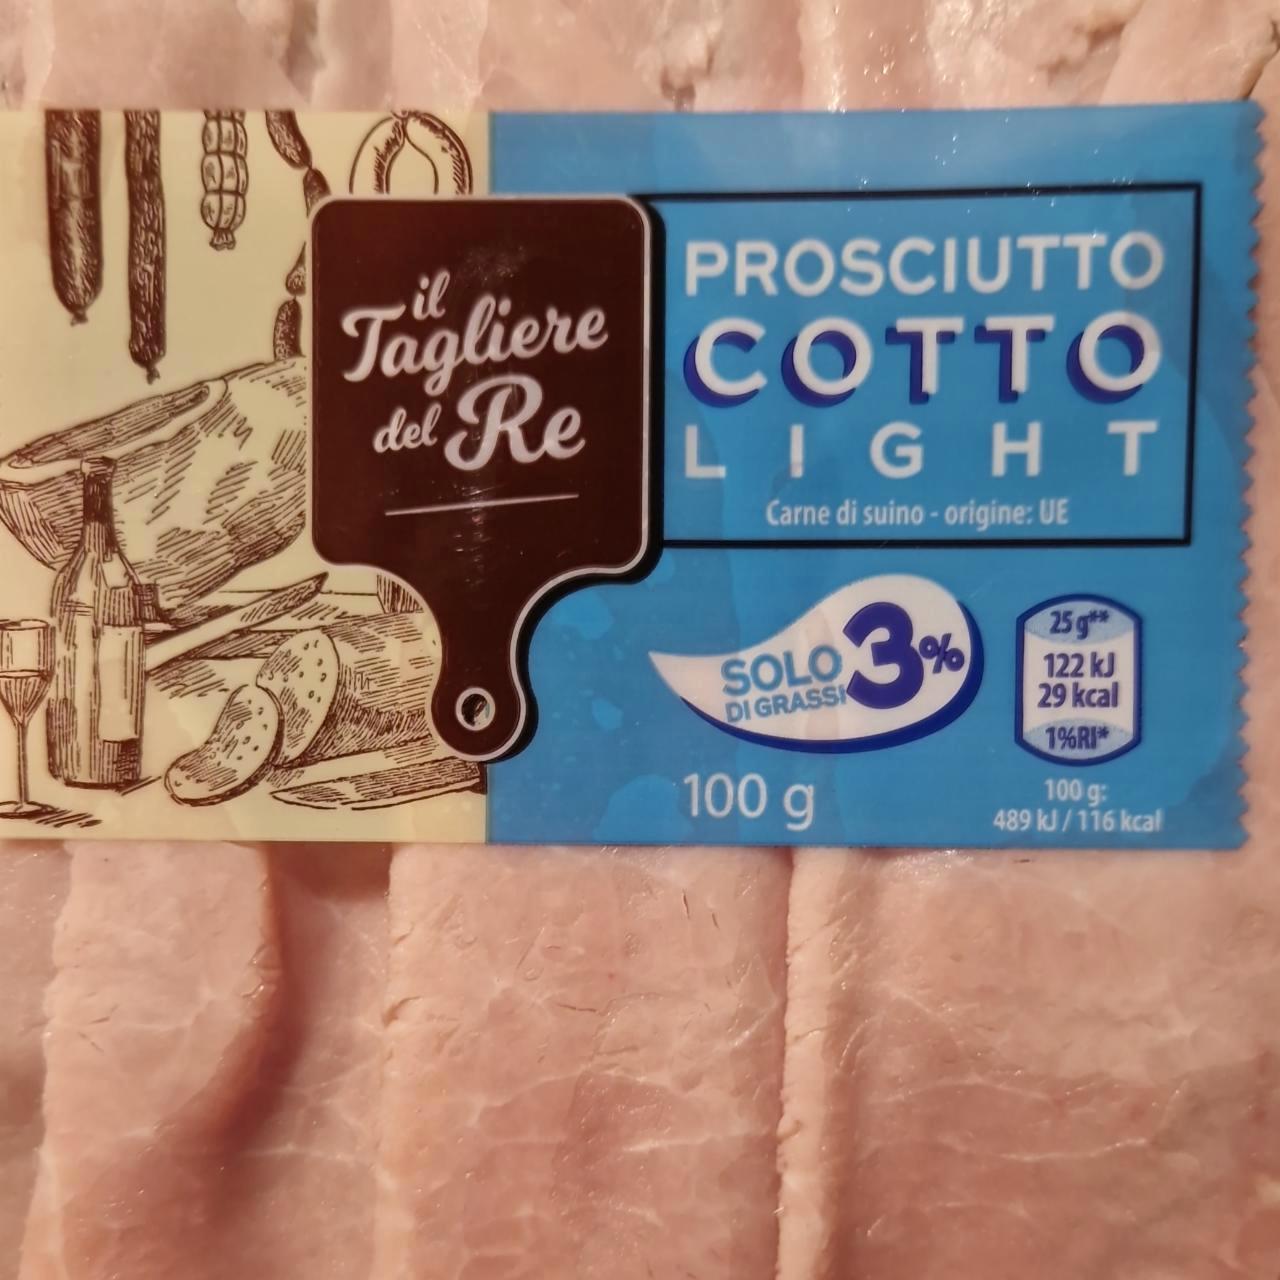 il
Tagliere
del Re
PROSCIUTTO
COTTO
LIGHT
Carne di suino - origine: UE
SOLO 3%
DI GRASSI
100 g
25 g**
122 kJ
29 kcal
1%RI*
100 g:
489 kJ / 116 kcal